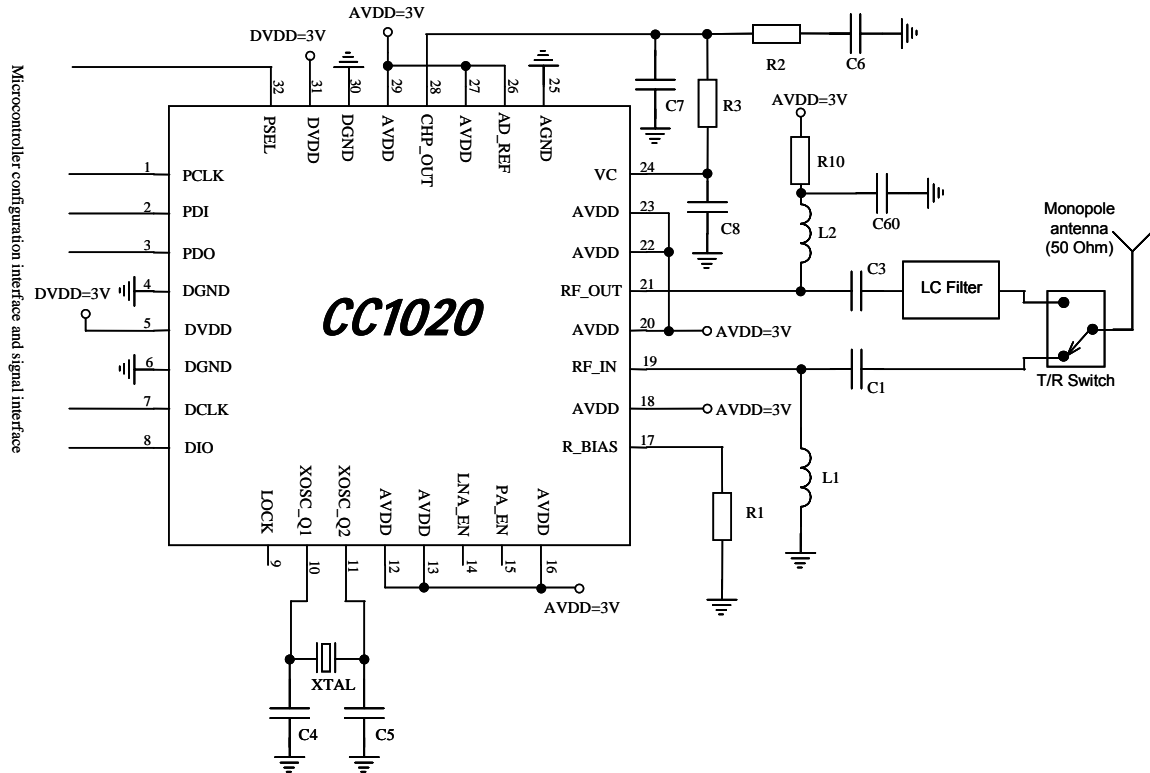 AVDD=3V
DVDD=3V
R2
C6
Microcontroller configuration interface and signal interface
32
31
30
29
28
27
26
25
C7
R3
AVDD=3V
PSEL
DVDD
DGND
AVDD
CHP_OUT
AVDD
AD_REF
AGND
R10
1
PCLK
VC
24
2
PDI
AVDD
23
C8
L2
C60
Monopole
antenna
(50 Ohm)
3
PDO
AVDD
22
C3
DVDD=3V
4
DGND
RF_OUT
21
LC Filter
CC1020
5
DVDD
AVDD
20
AVDD=3V
6
DGND
RF_IN
19
C1
T/R Switch
7
DCLK
AVDD
18
AVDD=3V
8
DIO
R_BIAS
17
LOCK
XOSC_Q1
XOSC_Q2
AVDD
AVDD
LNA_EN
PA_EN
AVDD
R1
L1
9
10
11
12
13
14
15
16
AVDD=3V
XTAL
C4
C5